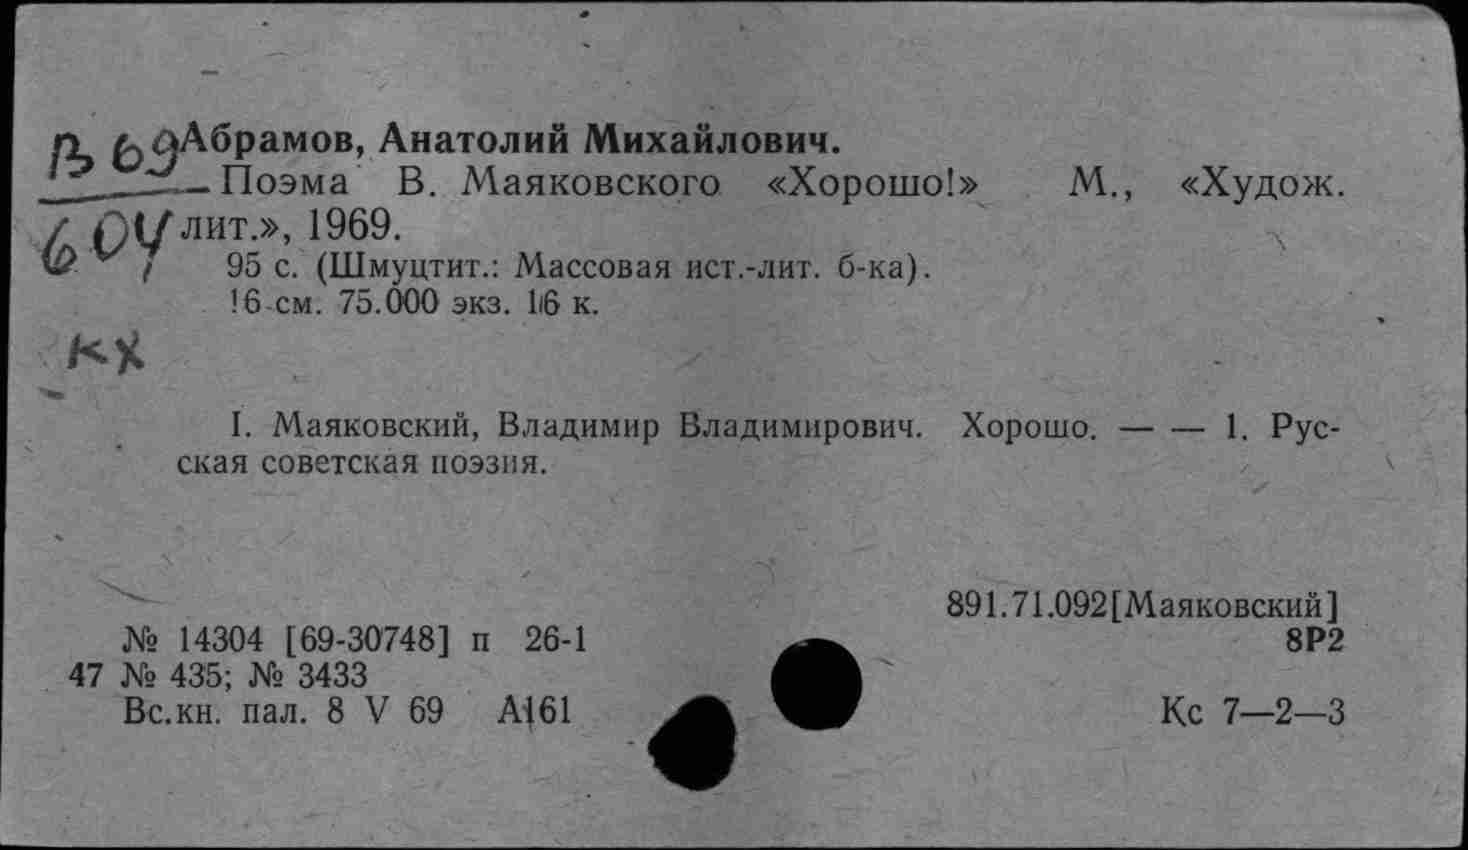 В 69
604
кх
Абрамов, Анатолий Михайлович.
Поэма В. Маяковского «Хорошо!» М., «Худож.
лит.», 1969.
95 с. (Шмуцтит.: Массовая ист.-лит. б-ка).
16 см. 75.000 экз. 16 к.
I. Маяковский, Владимир Владимирович. Хорошо. — — 1. Рус-
ская советская поэзия.
891.71.092[Маяковский]
№ 14304 [69-30748] п 26-1
8Р2
47 № 435; № 3433
Вс.кн. пал. 8 V 69 А161
Кс 7—2—3